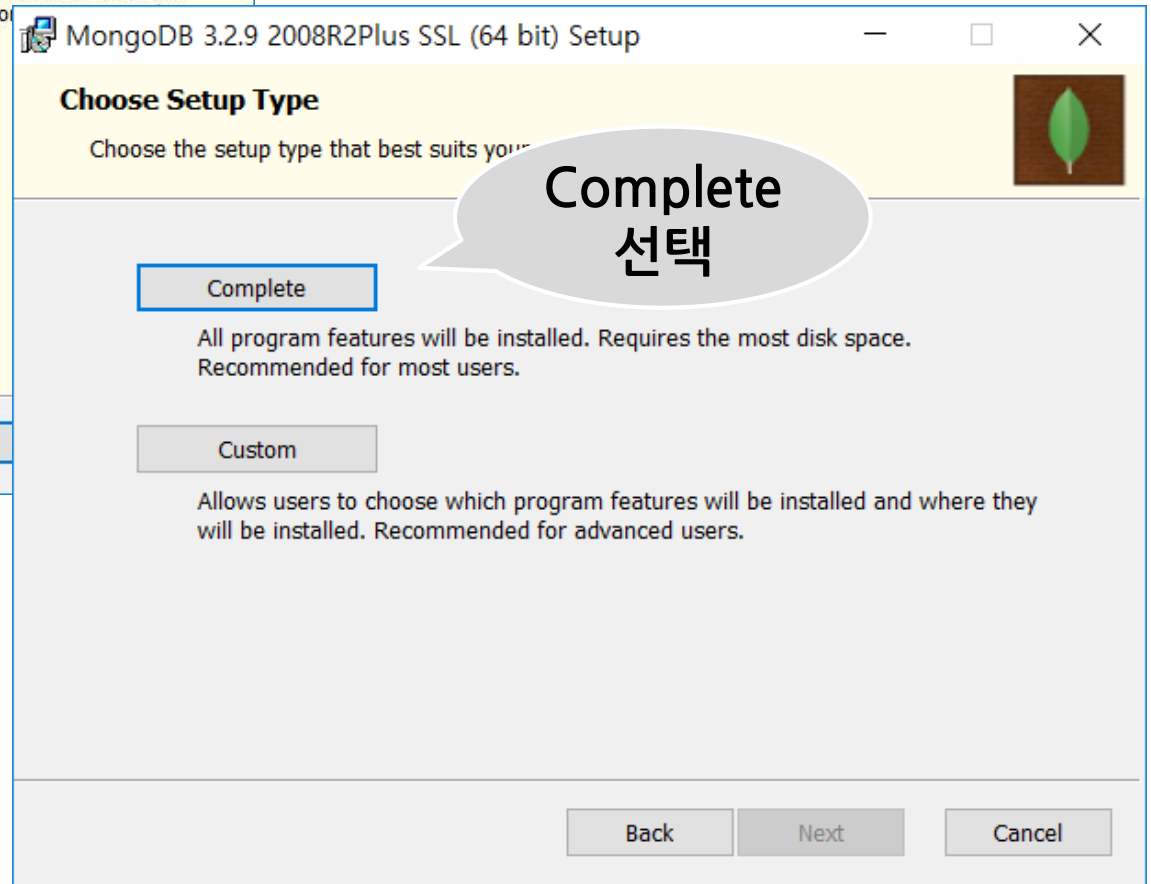 MongoDB 3.2.9 2008R2Plus SSL (64 bit) Setup
Choose Setup Type
Choose the setup type that best suits your
Complete
선택
Complete
All program features will be installed. Requires the most disk space.
Recommended for most users.
Custom
Allows users to choose which program features will be installed and where they
will be installed. Recommended for advanced users.
Back
Next
Cancel